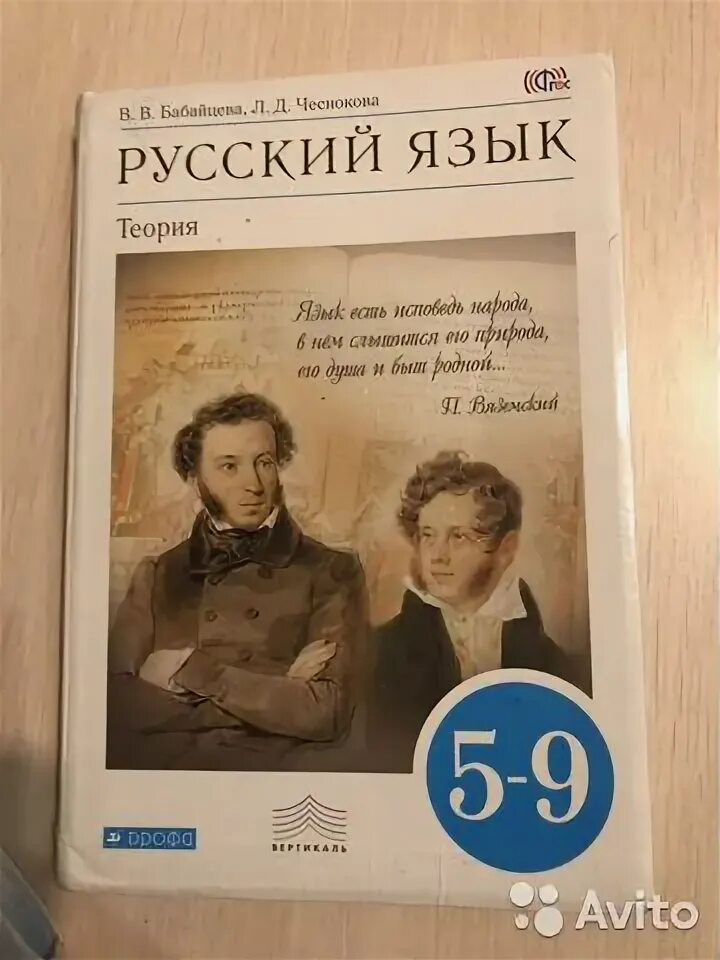 ФГОС
В. В. Бабайцева, Л. Д. Чеснокова
РУССКИЙ ЯЗЫК
Теория
Язык есть исповедь народа,
в нем слышится его природа,
его душа и быт родной...
П. Вяземский
5-9
ДРОФА
ВЕРТИКАЛЬ
Avito